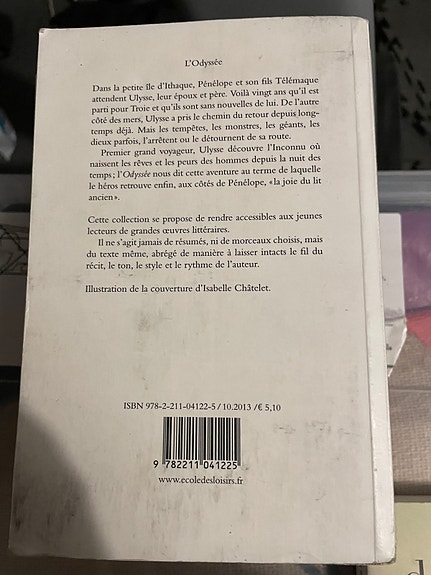 L'Odyssée
Dans la petite île d'Ithaque, Pénélope et son fils Télémaque
attendent Ulysse, leur époux et père. Voilà vingt ans qu'il est
parti pour Troie et qu'ils sont sans nouvelles de lui. De l'autre
côté des mers, Ulysse a pris le chemin du retour depuis long-
temps déjà. Mais les tempêtes, les monstres, les géants, les
dieux parfois, l'arrêtent ou le détournent de sa route.
Premier grand voyageur, Ulysse découvre l'Inconnu où
naissent les rêves et les peurs des hommes depuis la nuit des
temps ; l'Odyssée nous dit cette aventure au terme de laquelle
le héros retrouve enfin, aux côtés de Pénélope, «la joie du lit
ancien».
Cette collection se propose de rendre accessibles aux jeunes
lecteurs de grandes œuvres littéraires.
Il ne s'agit jamais de résumés, ni de morceaux choisis, mais
du texte même, abrégé de manière à laisser intacts le fil du
récit, le ton, le style et le rythme de l'auteur.
Illustration de la couverture d'Isabelle Châtelet.
ISBN 978-2-211-04122-5 / 10.2013 / € 5,10
9 782211 041225
www.ecoledesloisirs.fr